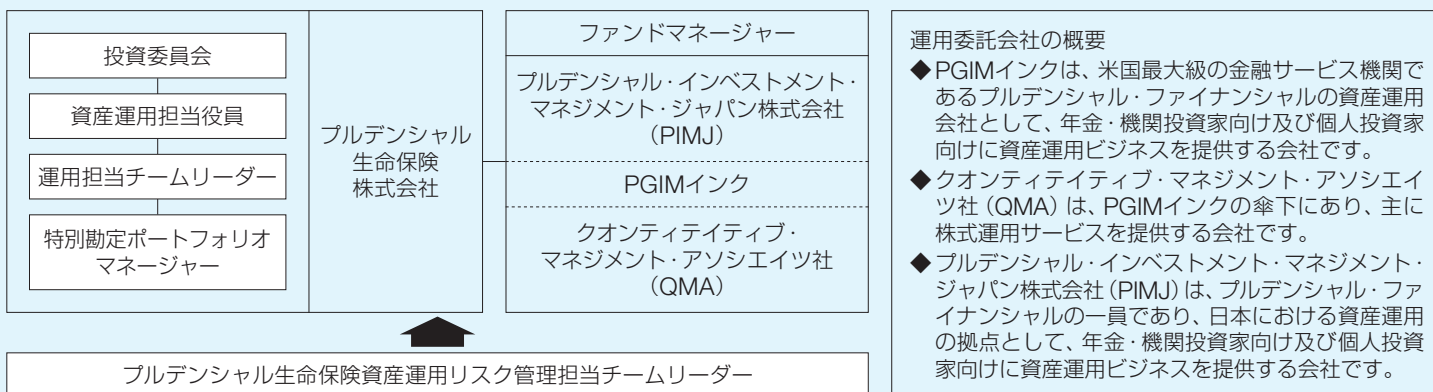 投資委員会
資産運用担当役員
運用担当チームリーダー
特別勘定ポートフォリオ
マネージャー
プルデンシャル
生命保険
株式会社
ファンドマネージャー
プルデンシャル・インベストメント・
マネジメント・ジャパン株式会社
(PIMJ)
PGIMインク
クオンティテイティブ・
マネジメント・アソシエイツ社
(QMA)
プルデンシャル生命保険資産運用リスク管理担当チームリーダー
運用委託会社の概要
◆PGIMインクは、米国最大級の金融サービス機関で
あるプルデンシャル・ファイナンシャルの資産運用
会社として、年金・機関投資家向け及び個人投資家
向けに資産運用ビジネスを提供する会社です。
◆クオンティテイティブ・マネジメント・アソシエイ
ツ社(QMA)は、PGIMインクの傘下にあり、主に
株式運用サービスを提供する会社です。
◆プルデンシャル・インベストメント・マネジメント・
ジャパン株式会社(PIMJ)は、プルデンシャル・ファ
イナンシャルの一員であり、日本における資産運用
の拠点として、年金・機関投資家向け及び個人投資
家向けに資産運用ビジネスを提供する会社です。